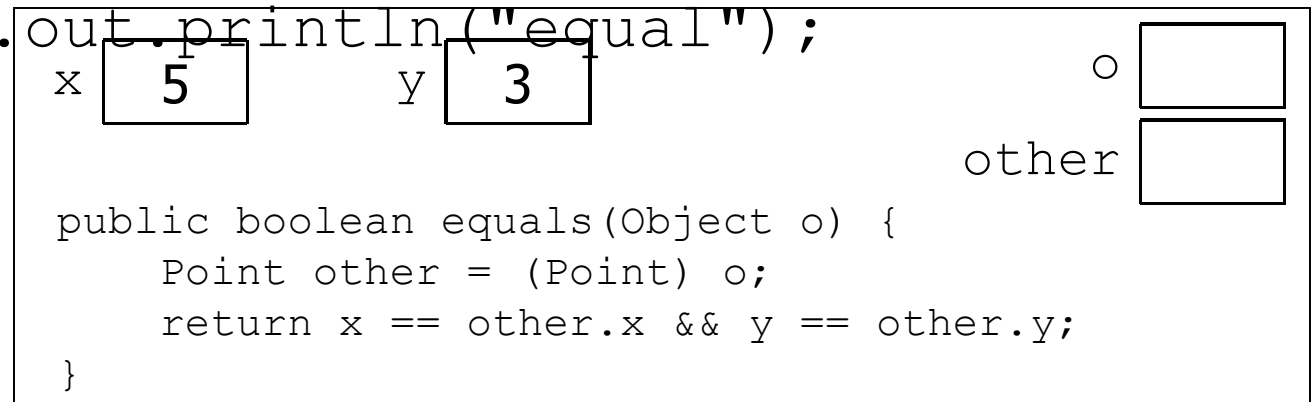 .out.println("equal");
x 5 y 3 o
other
public boolean equals(Object o) {
    Point other = (Point) o;
    return x == other.x && y == other.y;
}